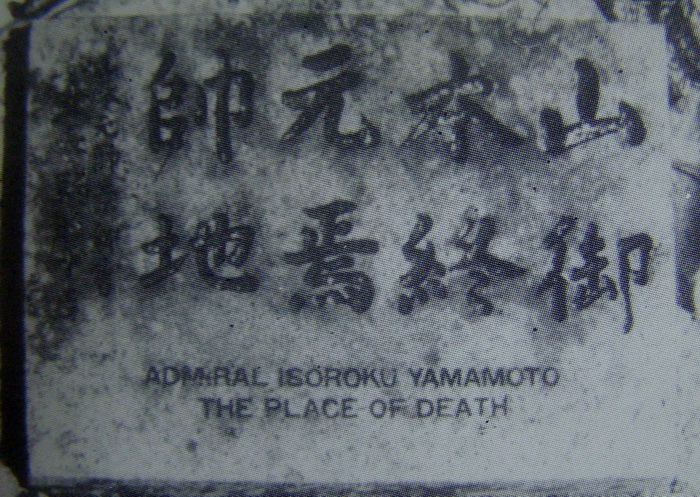 山本元帥
御終焉地
ADMIRAL ISOROKU YAMAMOTO
THE PLACE OF DEATH